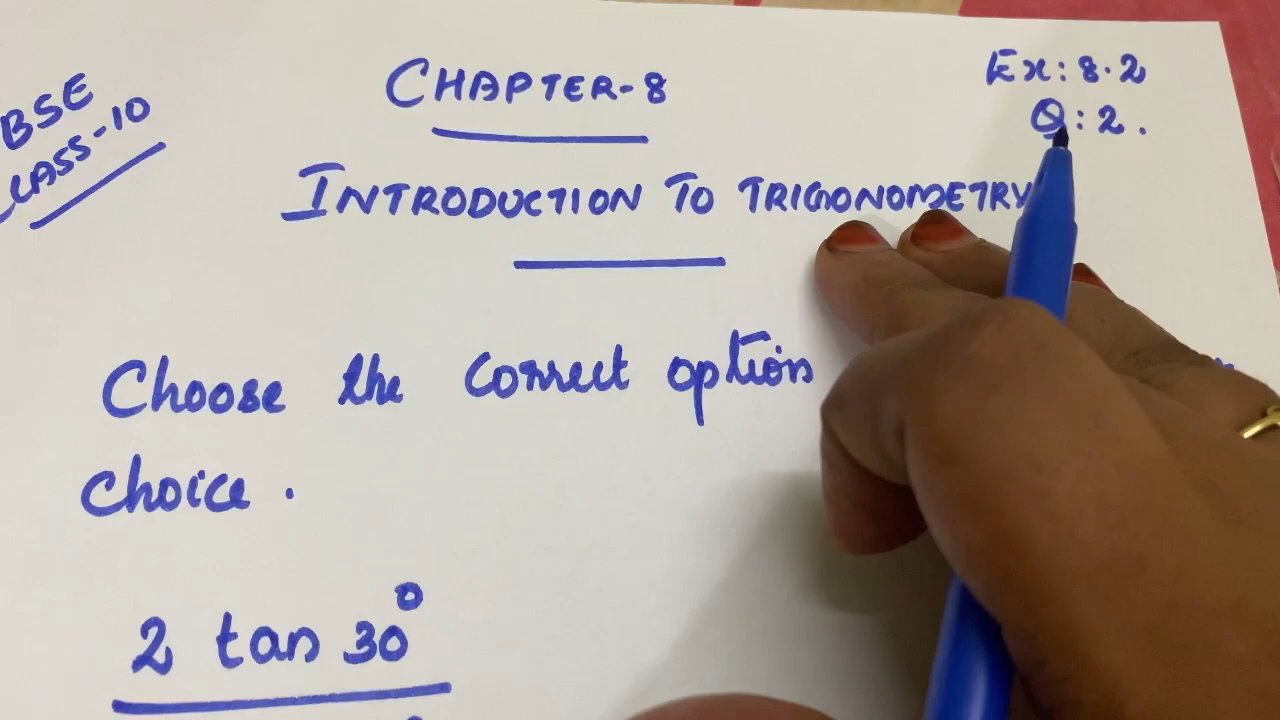 BSE
CLASS-10
CHAPTER-8
Ex: 8.2
Q: 2.
INTRODUCTION TO TRIGONOMETRY
Choose the correct option
choice.
2 tan 30°